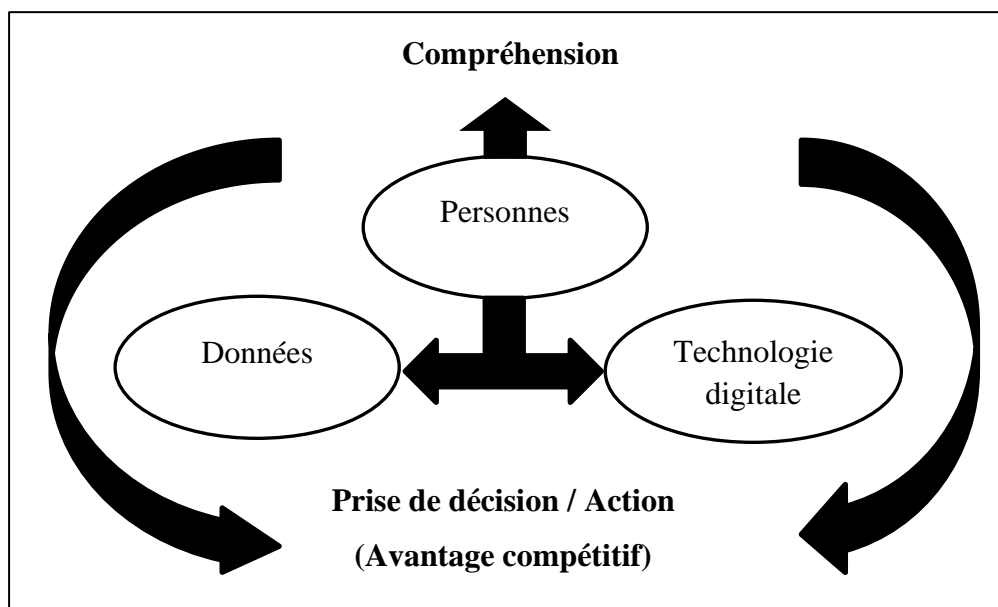 Compréhension
Personnes
Données
Technologie
digitale
Prise de décision / Action
(Avantage compétitif)